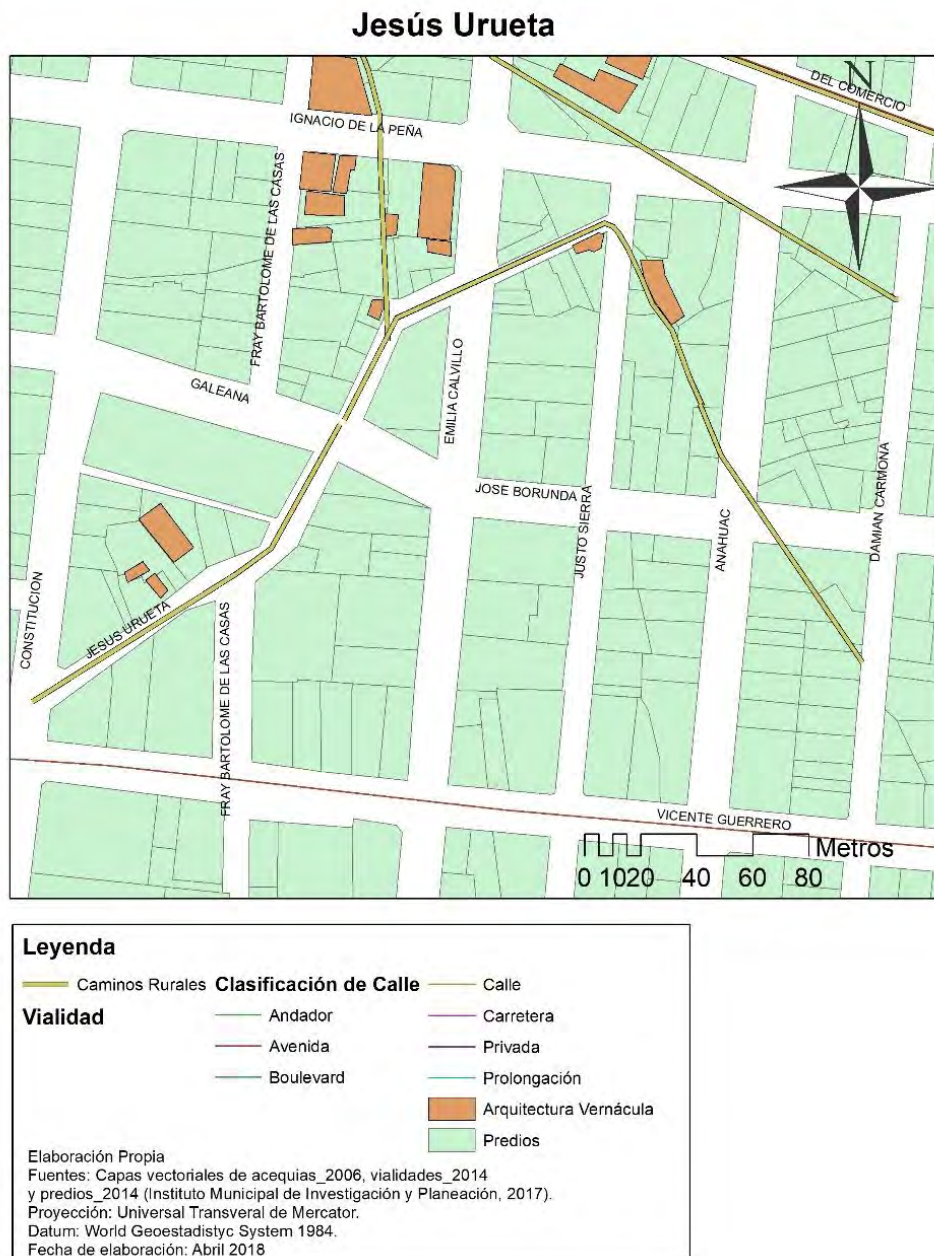 Jesús Urueta
N
DEL COMERCIO
IGNACIO DE LA PEÑA
FRAY BARTOLOME DE LAS CASAS
EMILIA CALVILLO
GALEANA
JOSE BORUNDA
JUSTO SIERRA
ANAHUAC
DAMIAN CARMONA
CONSTITUCION
JESUS URUETA
FRAY BARTOLOME DE LAS CASAS
VICENTE GUERRERO
Metros
0 10 20 40 60 80
Leyenda
Caminos Rurales
Vialidad
Clasificación de Calle
Andador
Avenida
Boulevard
Calle
Carretera
Privada
Prolongación
Arquitectura Vernácula
Predios
Elaboración Propia
Fuentes: Capas vectoriales de acequias_2006, vialidades_2014
y predios_2014 (Instituto Municipal de Investigación y Planeación, 2017).
Proyección: Universal Transveral de Mercator.
Datum: World Geoestadistyc System 1984.
Fecha de elaboración: Abril 2018